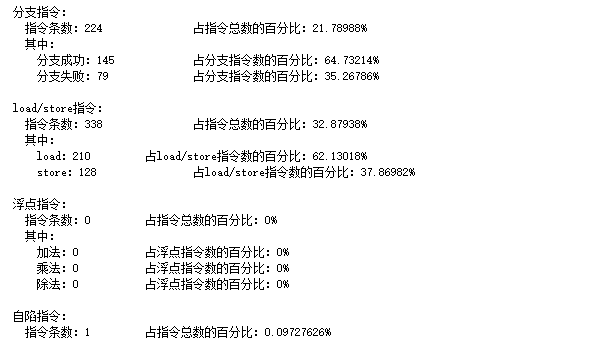 分支指令：
指令条数：224 占指令总数的百分比：21.78988%
其中：
分支成功：145 占分支指令数的百分比：64.73214%
分支失败：79 占分支指令数的百分比：35.26786%
load/store指令：
指令条数：338 占指令总数的百分比：32.87938%
其中：
load：210 占load/store指令数的百分比：62.13018%
store：128 占load/store指令数的百分比：37.86982%
浮点指令：
指令条数：0 占指令总数的百分比：0%
其中：
加法：0 占浮点指令数的百分比：0%
乘法：0 占浮点指令数的百分比：0%
除法：0 占浮点指令数的百分比：0%
自陷指令：
指令条数：1 占指令总数的百分比：0.09727626%